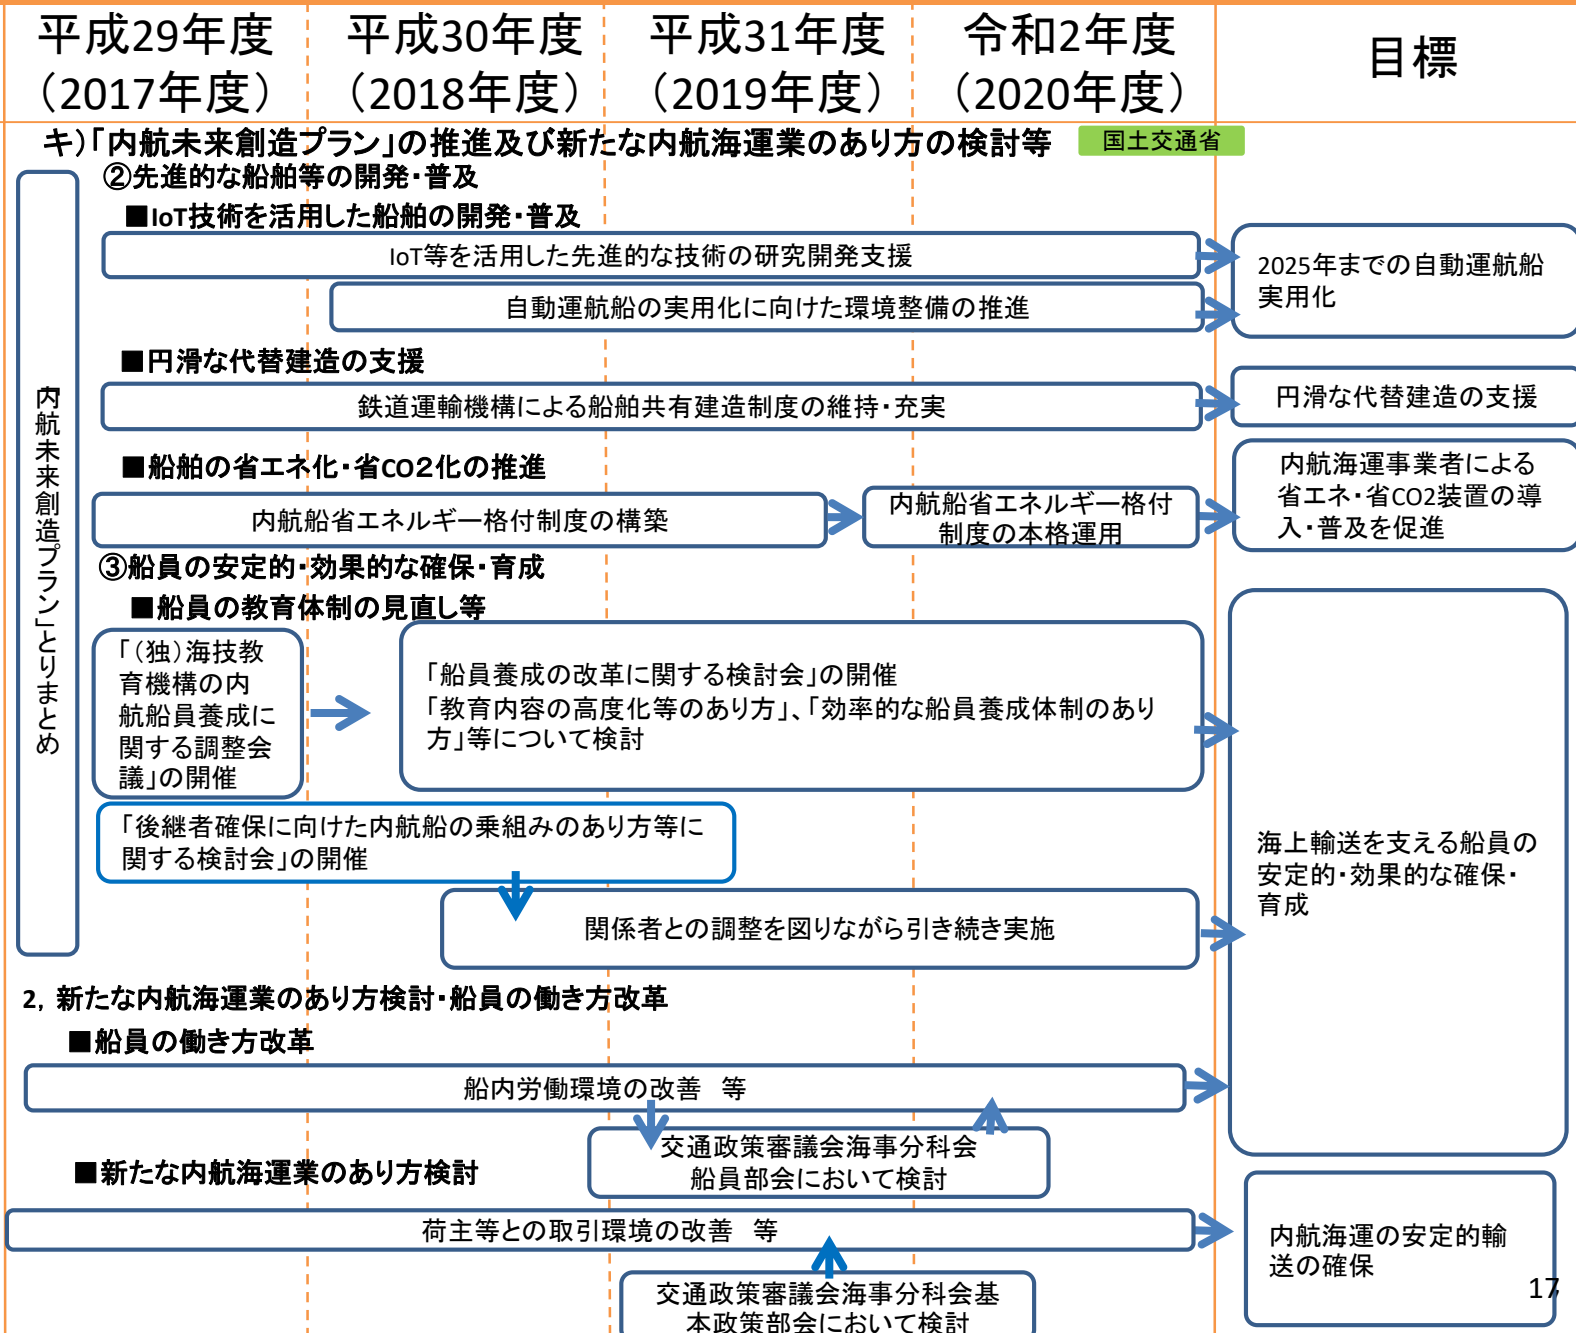 平成29年度
（2017年度）
平成30年度
（2018年度）
平成31年度
（2019年度）
令和2年度
（2020年度）
目標
キ）「内航未来創造プラン」の推進及び新たな内航海運業のあり方の検討等
国土交通省
「内航未来創造プラン」とりまとめ
②先進的な船舶等の開発・普及
■IoT技術を活用した船舶の開発・普及
IoT等を活用した先進的な技術の研究開発支援
自動運航船の実用化に向けた環境整備の推進
2025年までの自動運航船
実用化
■円滑な代替建造の支援
鉄道運輸機構による船舶共有建造制度の維持・充実
円滑な代替建造の支援
■船舶の省エネ化・省CO２化の推進
内航船省エネルギー格付制度の構築
内航船省エネルギー格付
制度の本格運用
内航海運事業者による
省エネ・省CO2装置の導
入・普及を促進
③船員の安定的・効果的な確保・育成
■船員の教育体制の見直し等
「（独）海技教
育機構の内
航船員養成に
関する調整会
議」の開催
「船員養成の改革に関する検討会」の開催
「教育内容の高度化等のあり方」、「効率的な船員養成体制のあり
方」等について検討
「後継者確保に向けた内航船の乗組みのあり方等に
関する検討会」の開催
関係者との調整を図りながら引き続き実施
海上輸送を支える船員の
安定的・効果的な確保・
育成
2，新たな内航海運業のあり方検討・船員の働き方改革
■船員の働き方改革
船内労働環境の改善　等
交通政策審議会海事分科会
船員部会において検討
■新たな内航海運業のあり方検討
荷主等との取引環境の改善　等
交通政策審議会海事分科会基
本政策部会において検討
内航海運の安定的輸
送の確保
17